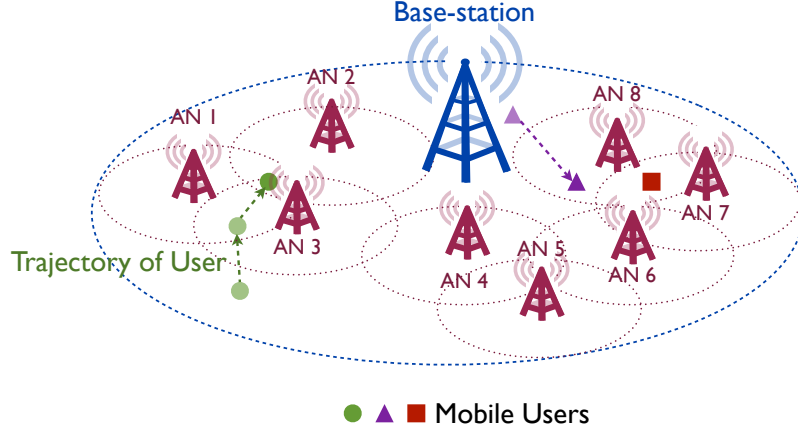 Base-station
AN 2
AN 8
AN 1
AN 7
AN 3
AN 5
Trajectory of User
AN 4
AN 6
Mobile Users